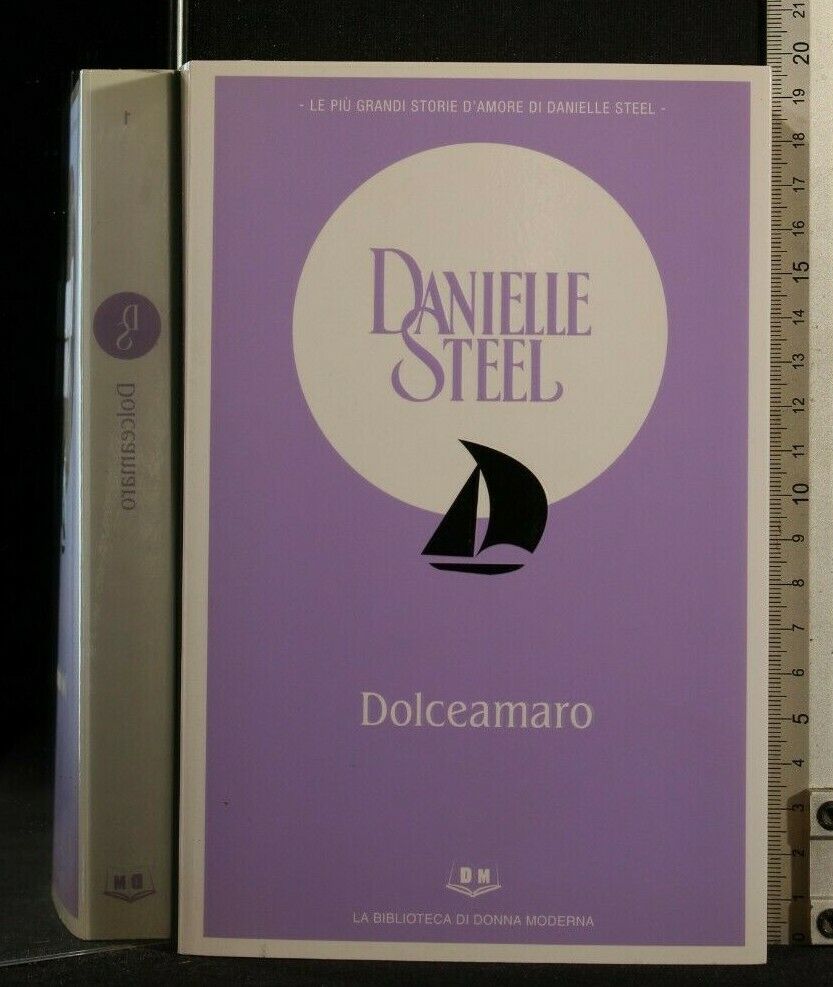 - LE PIÙ GRANDI STORIE D'AMORE DI DANIELLE STEEL -
DANIELLE
STEEL
Dolceamaro
DM
LA BIBLIOTECA DI DONNA MODERNA
1
DS
Dolceamaro
DM
21
20
19
18
17
16
15
14
13
12
11
10
9
8
7
6
5
4
3
2
1
0